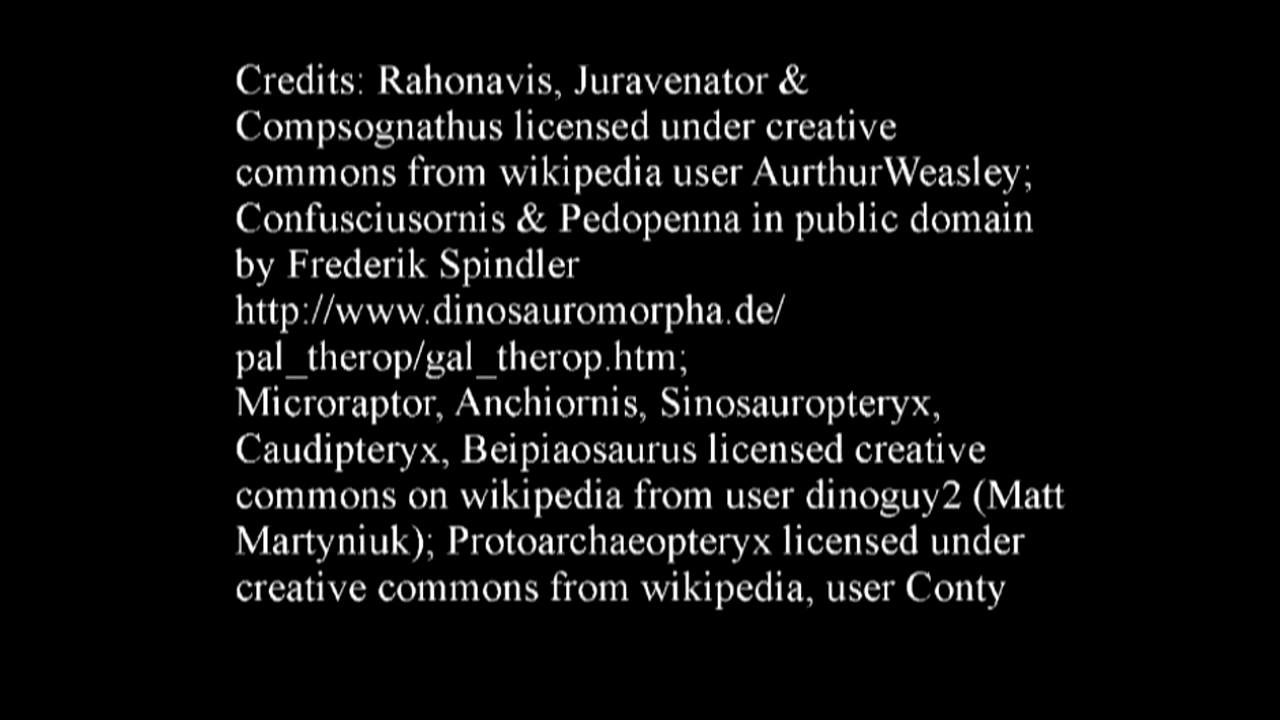 Credits: Rahonavis, Juravenator &
Compsognathus licensed under creative
commons from wikipedia user AurthurWeasley;
Confusciusornis & Pedopenna in public domain
by Frederik Spindler
http://www.dinosauromorpha.de/
pal_therop/gal_therop.htm;
Microraptor, Anchiornis, Sinosauropteryx,
Caudipteryx, Beipiaosaurus licensed creative
commons on wikipedia from user dinoguy2 (Matt
Martyniuk); Protoarchaeopteryx licensed under
creative commons from wikipedia, user Conty